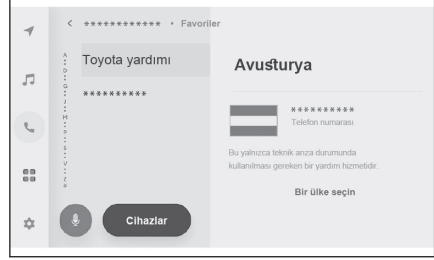 < ************ • Favoriler
A
D
G
J
M
P
S
V
Z
#
Toyota yardımı
**********
Cihazlar
Avusturya
**********
Telefon numarası
Bu yalnızca teknik arıza durumunda
kullanılması gereken bir yardım hizmetidir.
Bir ülke seçin